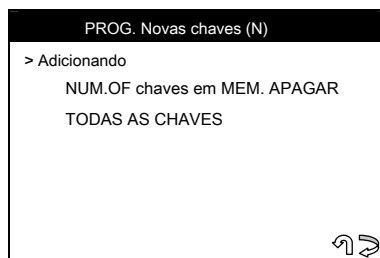 PROG. Novas chaves (N)
> Adicionando
NUM.OF chaves em MEM. APAGAR
TODAS AS CHAVES